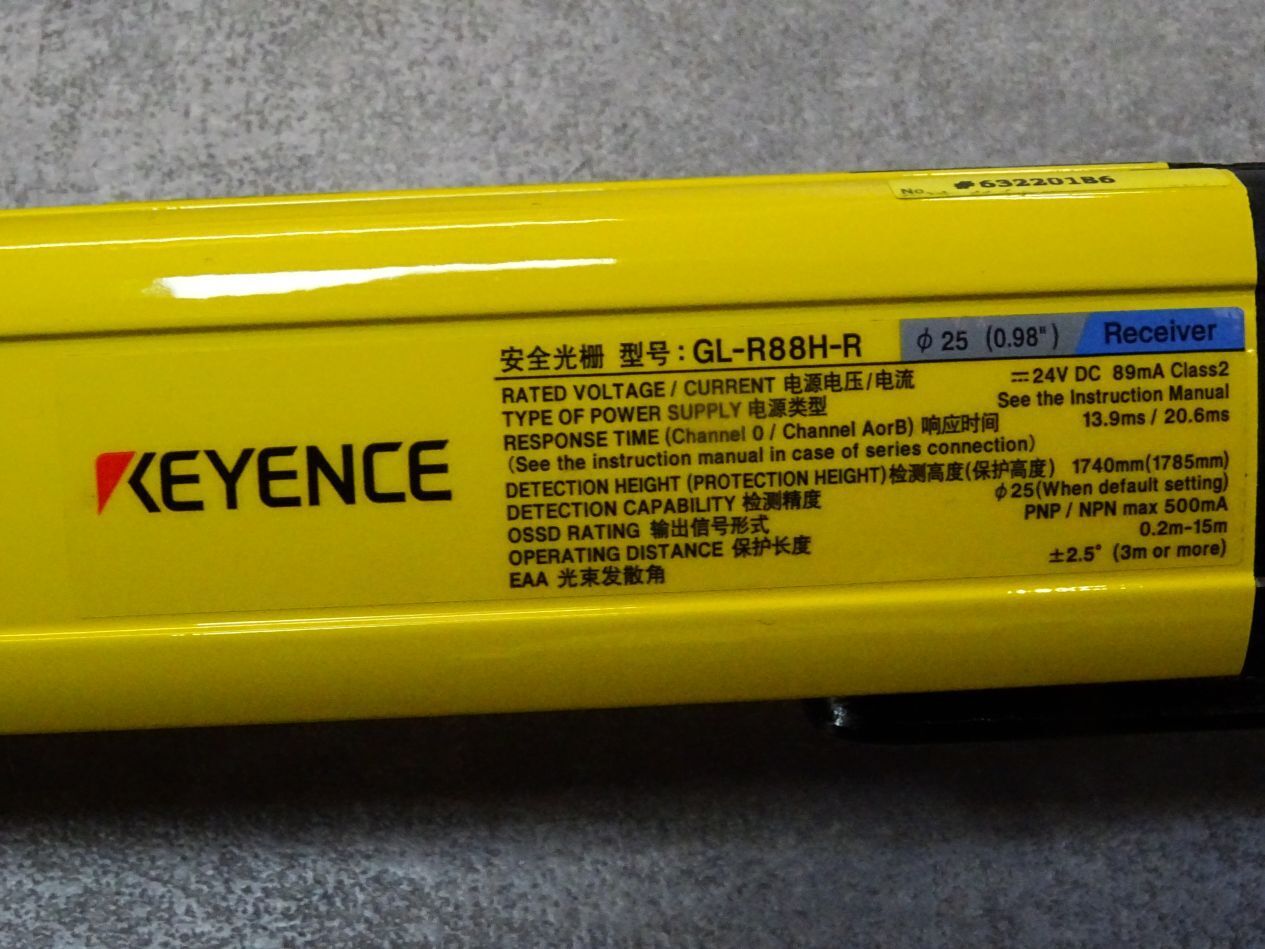 No. #632201B6
安全光栅 型号:GL-R88H-R φ25 (0.98") Receiver
RATED VOLTAGE / CURRENT 电源电压/电流 ⎓24V DC 89mA Class2
TYPE OF POWER SUPPLY 电源类型 See the Instruction Manual
RESPONSE TIME (Channel 0 / Channel AorB) 响应时间 13.9ms / 20.6ms
(See the instruction manual in case of series connection)
DETECTION HEIGHT (PROTECTION HEIGHT)检测高度(保护高度) 1740mm(1785mm)
DETECTION CAPABILITY 检测精度 φ25(When default setting)
OSSD RATING 输出信号形式 PNP / NPN max 500mA
OPERATING DISTANCE 保护长度 0.2m-15m
EAA 光束发散角 ±2.5° (3m or more)
KEYENCE